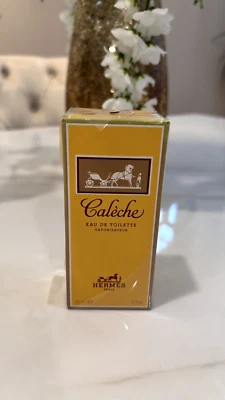 Calèche
EAU DE TOILETTE
VAPORISATEUR
HERMÈS
PARIS